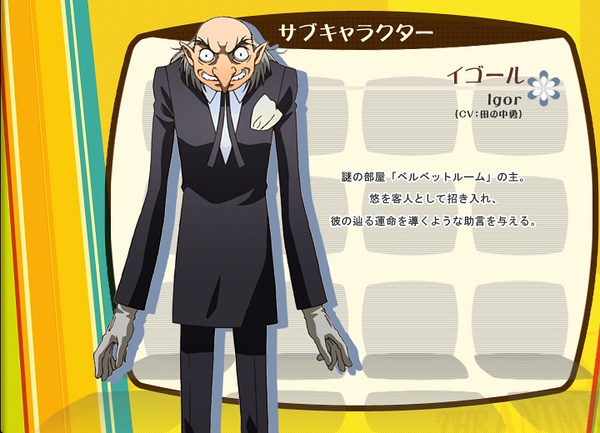 サブキャラクター
イゴール
Igor
(CV:田の中勇)
謎の部屋「ベルベットルーム」の主。
悠を客人として招き入れ、
彼の辿る運命を導くような助言を与える。
THE ANIM